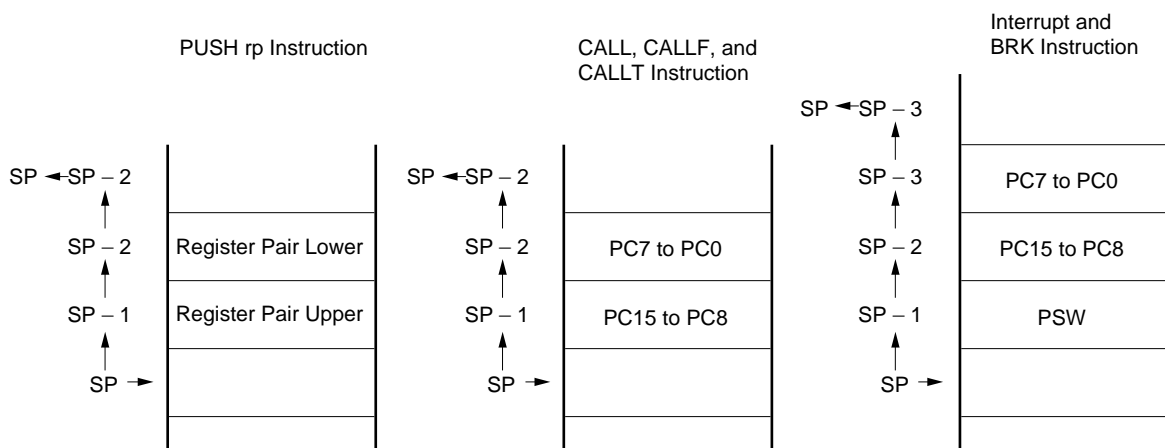 PUSH rp Instruction
SP
SP – 2
SP – 2
Register Pair Lower
SP – 1
Register Pair Upper
SP
CALL, CALLF, and
CALLT Instruction
SP
SP – 2
SP – 2
PC7 to PC0
SP – 1
PC15 to PC8
SP
Interrupt and
BRK Instruction
SP
SP – 3
SP – 3
PC7 to PC0
SP – 2
PC15 to PC8
SP – 1
PSW
SP